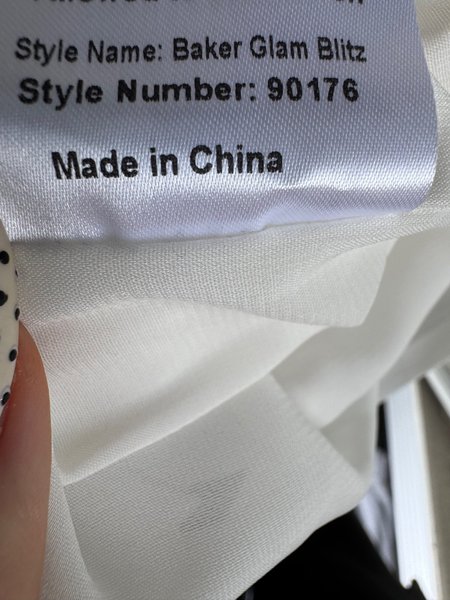 Style Name: Baker Glam Blitz
Style Number: 90176
Made in China